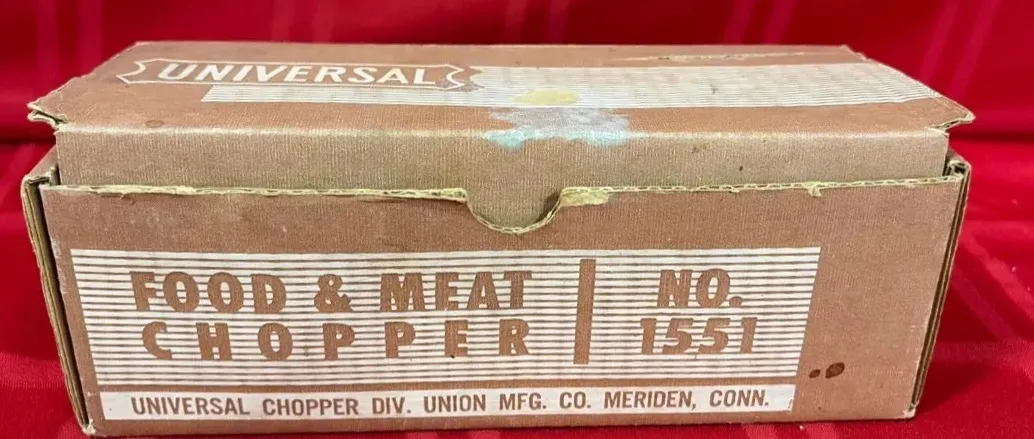 UNIVERSAL
FOOD & MEAT
CHOPPER
NO.
1551
UNIVERSAL CHOPPER DIV. UNION MFG. CO. MERIDEN, CONN.